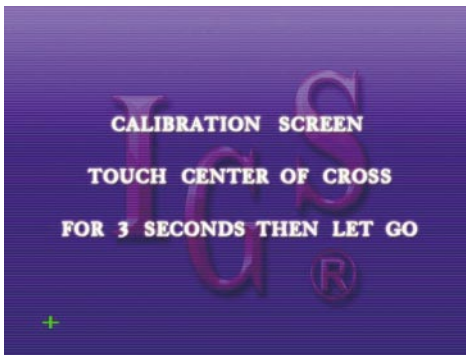 CALIBRATION SCREEN
TOUCH CENTER OF CROSS
FOR 3 SECONDS THEN LET GO
IGS
®